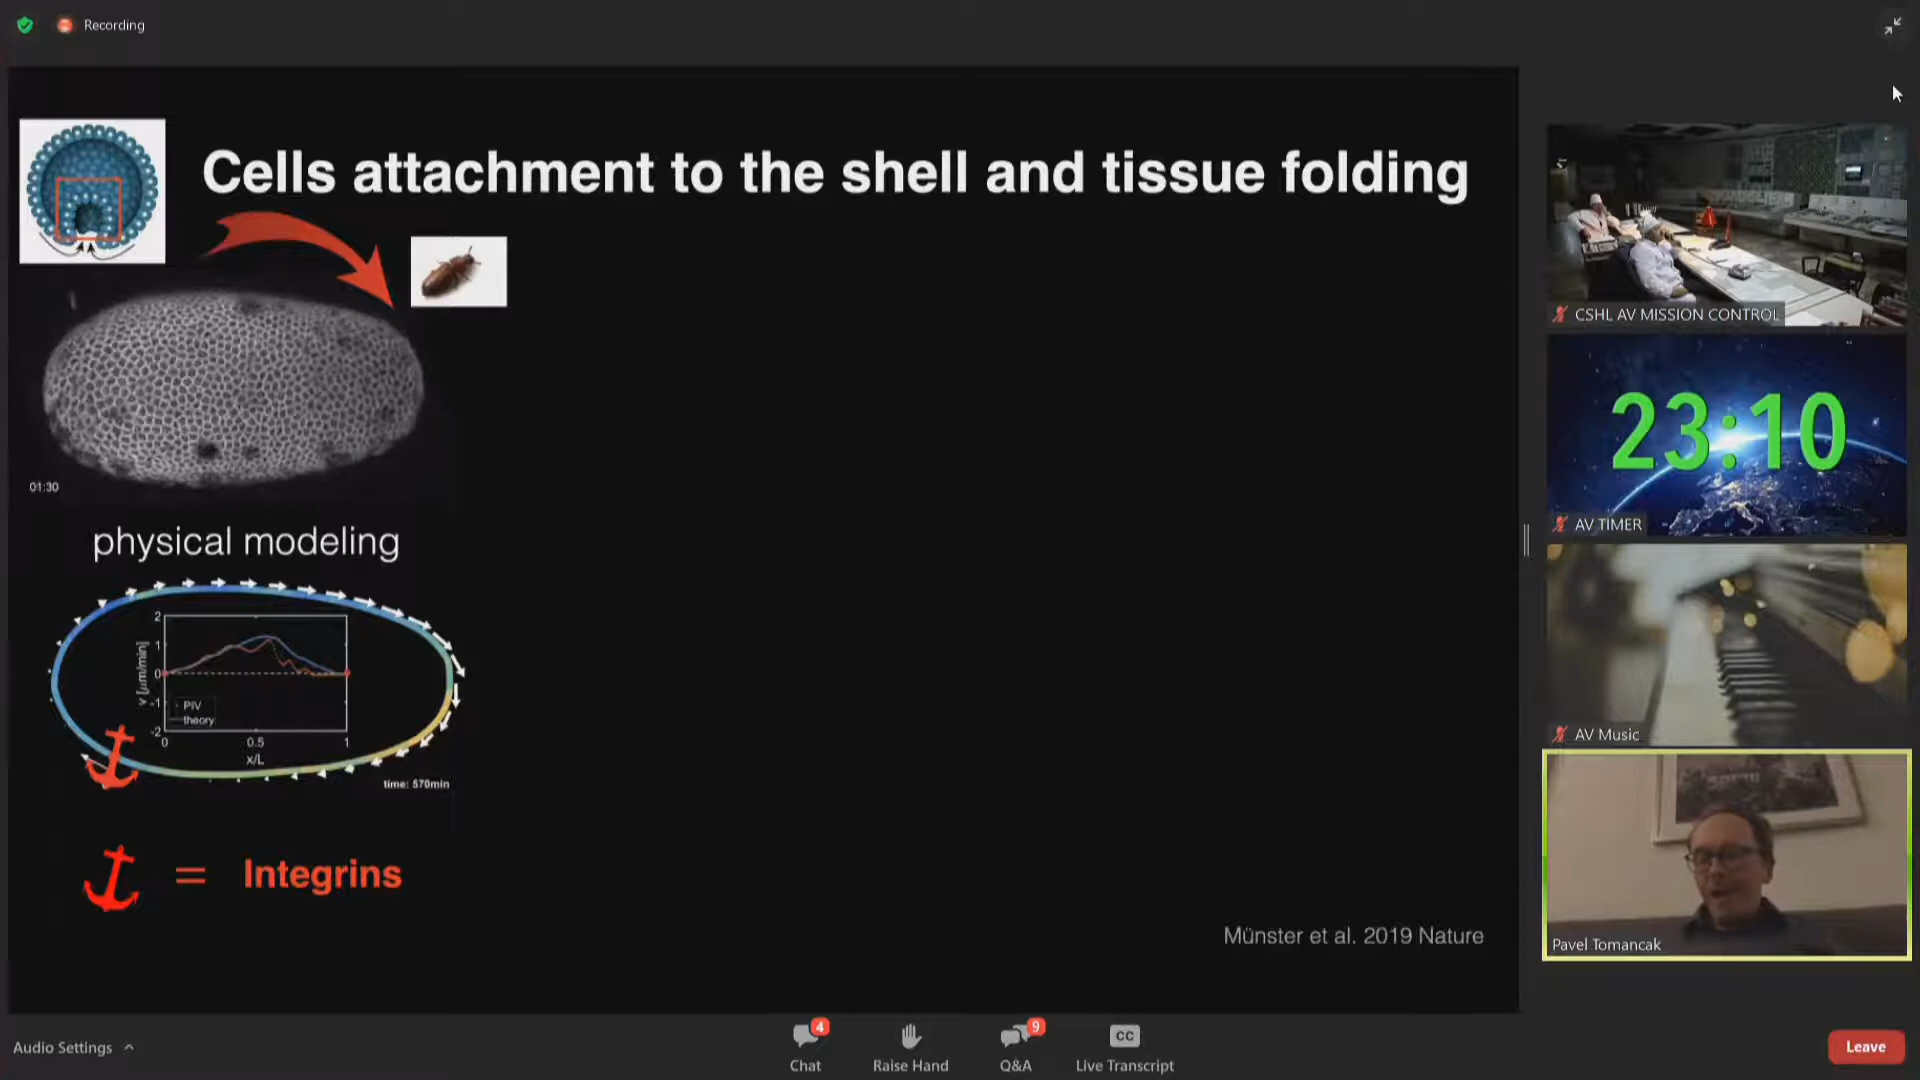 Recording
Cells attachment to the shell and tissue folding
01:30
physical modeling
2
1
0
-1
-2
v [µm/min]
PIV
theory
0
0.5
1
x/L
time: 570min
= Integrins
Münster et al. 2019 Nature
CSHL AV MISSION CONTROL
23:10
AV TIMER
AV Music
Pavel Tomancak
Audio Settings
4
Chat
Raise Hand
9
Q&A
CC
Live Transcript
Leave